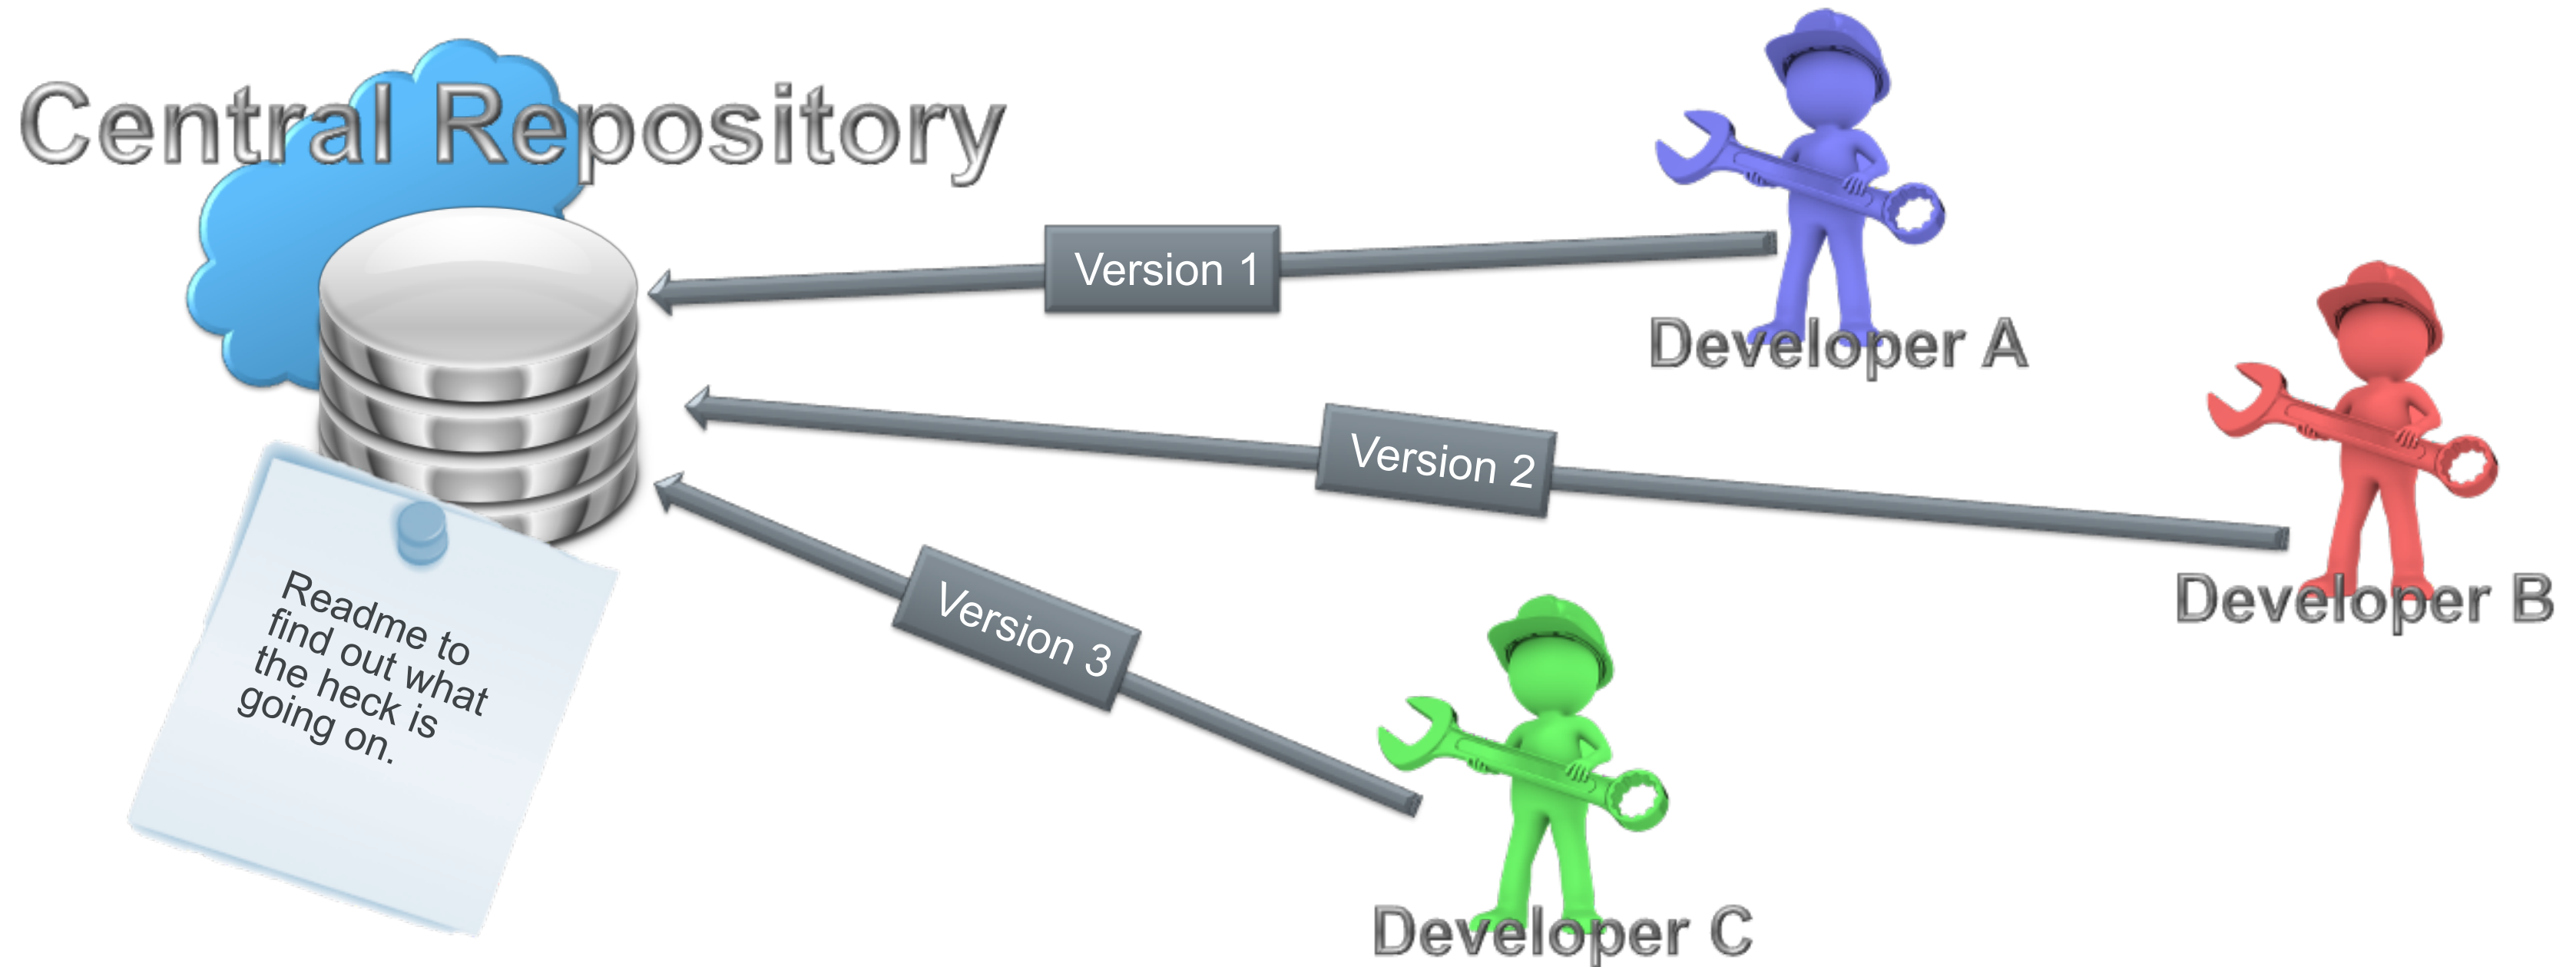 Central Repository
Version 1
Developer A
Version 2
Developer B
Version 3
Developer C
Readme to
find out what
the heck is
going on.